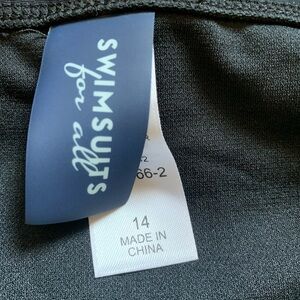 SWIMSUITS
for all
66-2
14
MADE IN
CHINA